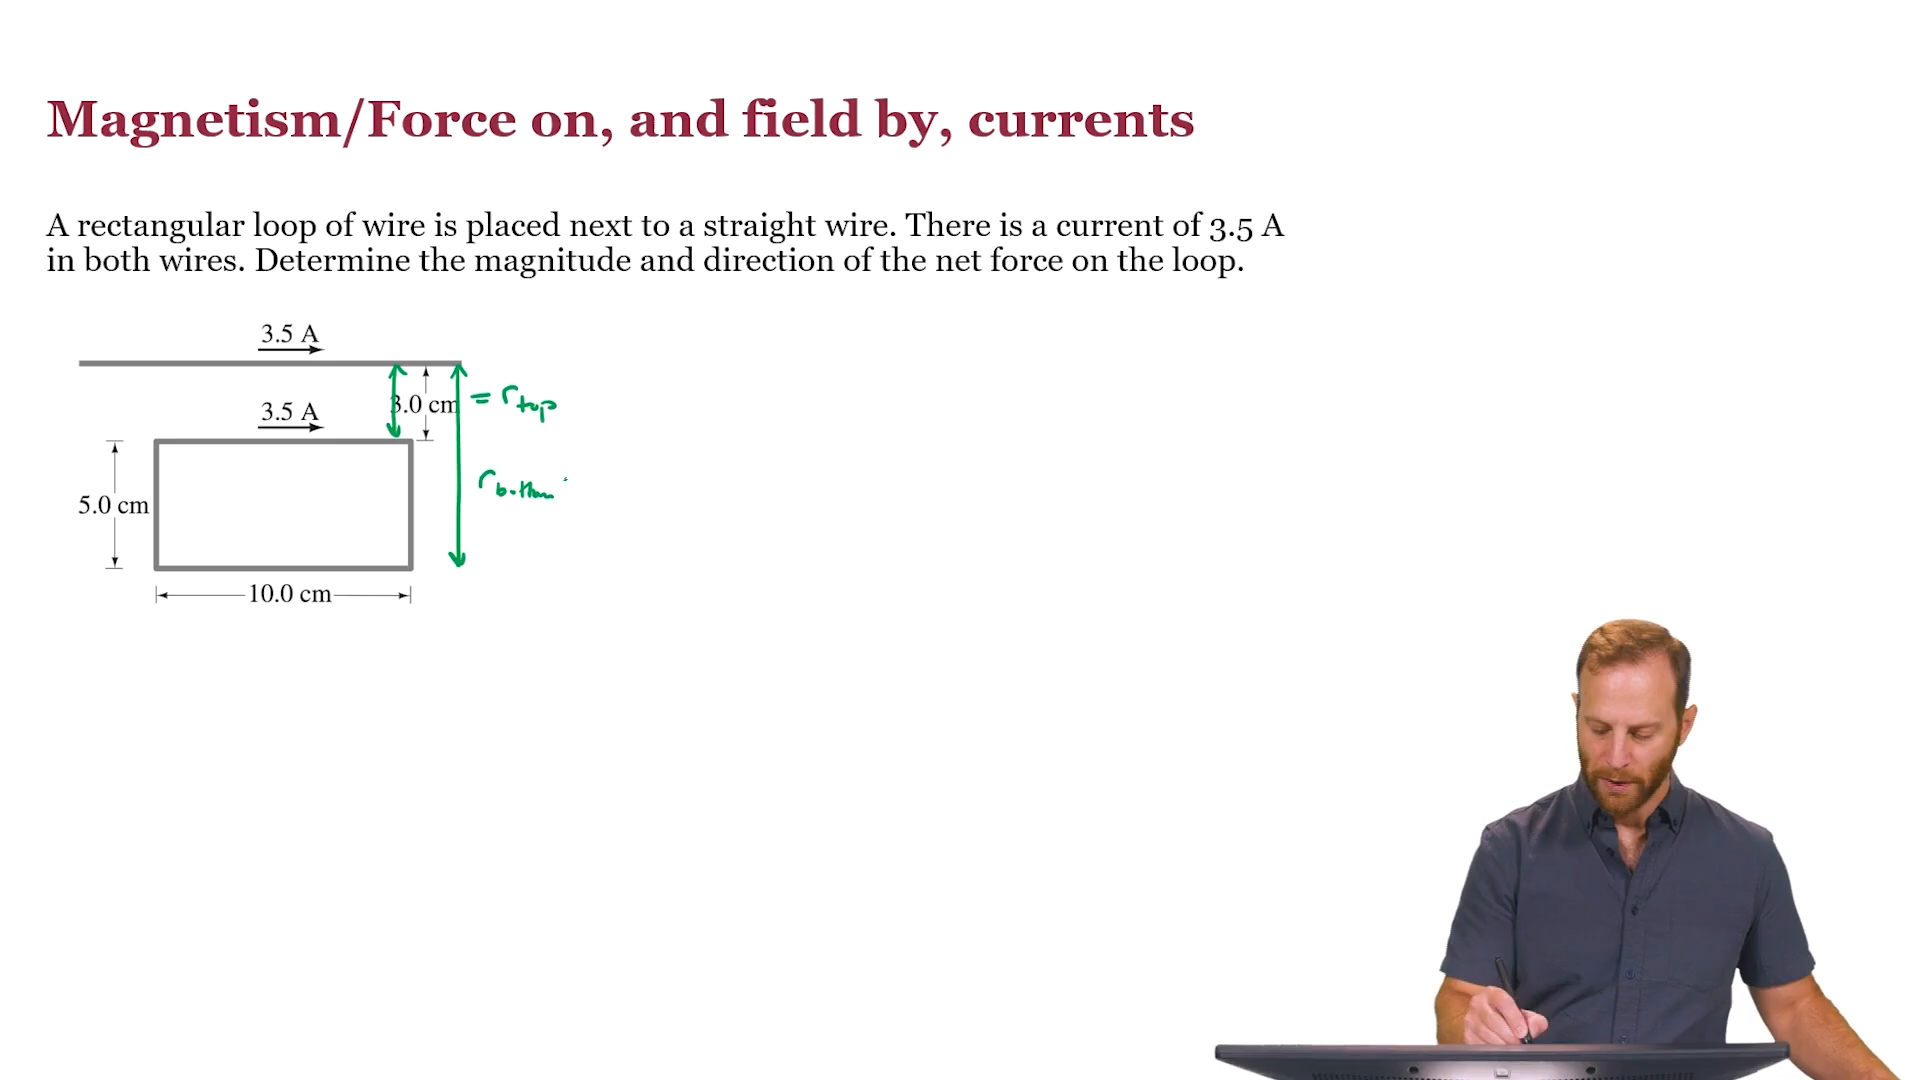 Magnetism/Force on, and field by, currents
A rectangular loop of wire is placed next to a straight wire. There is a current of 3.5 A
in both wires. Determine the magnitude and direction of the net force on the loop.
3.5 A
3.5 A
3.0 cm
= r top
r bottom
5.0 cm
10.0 cm